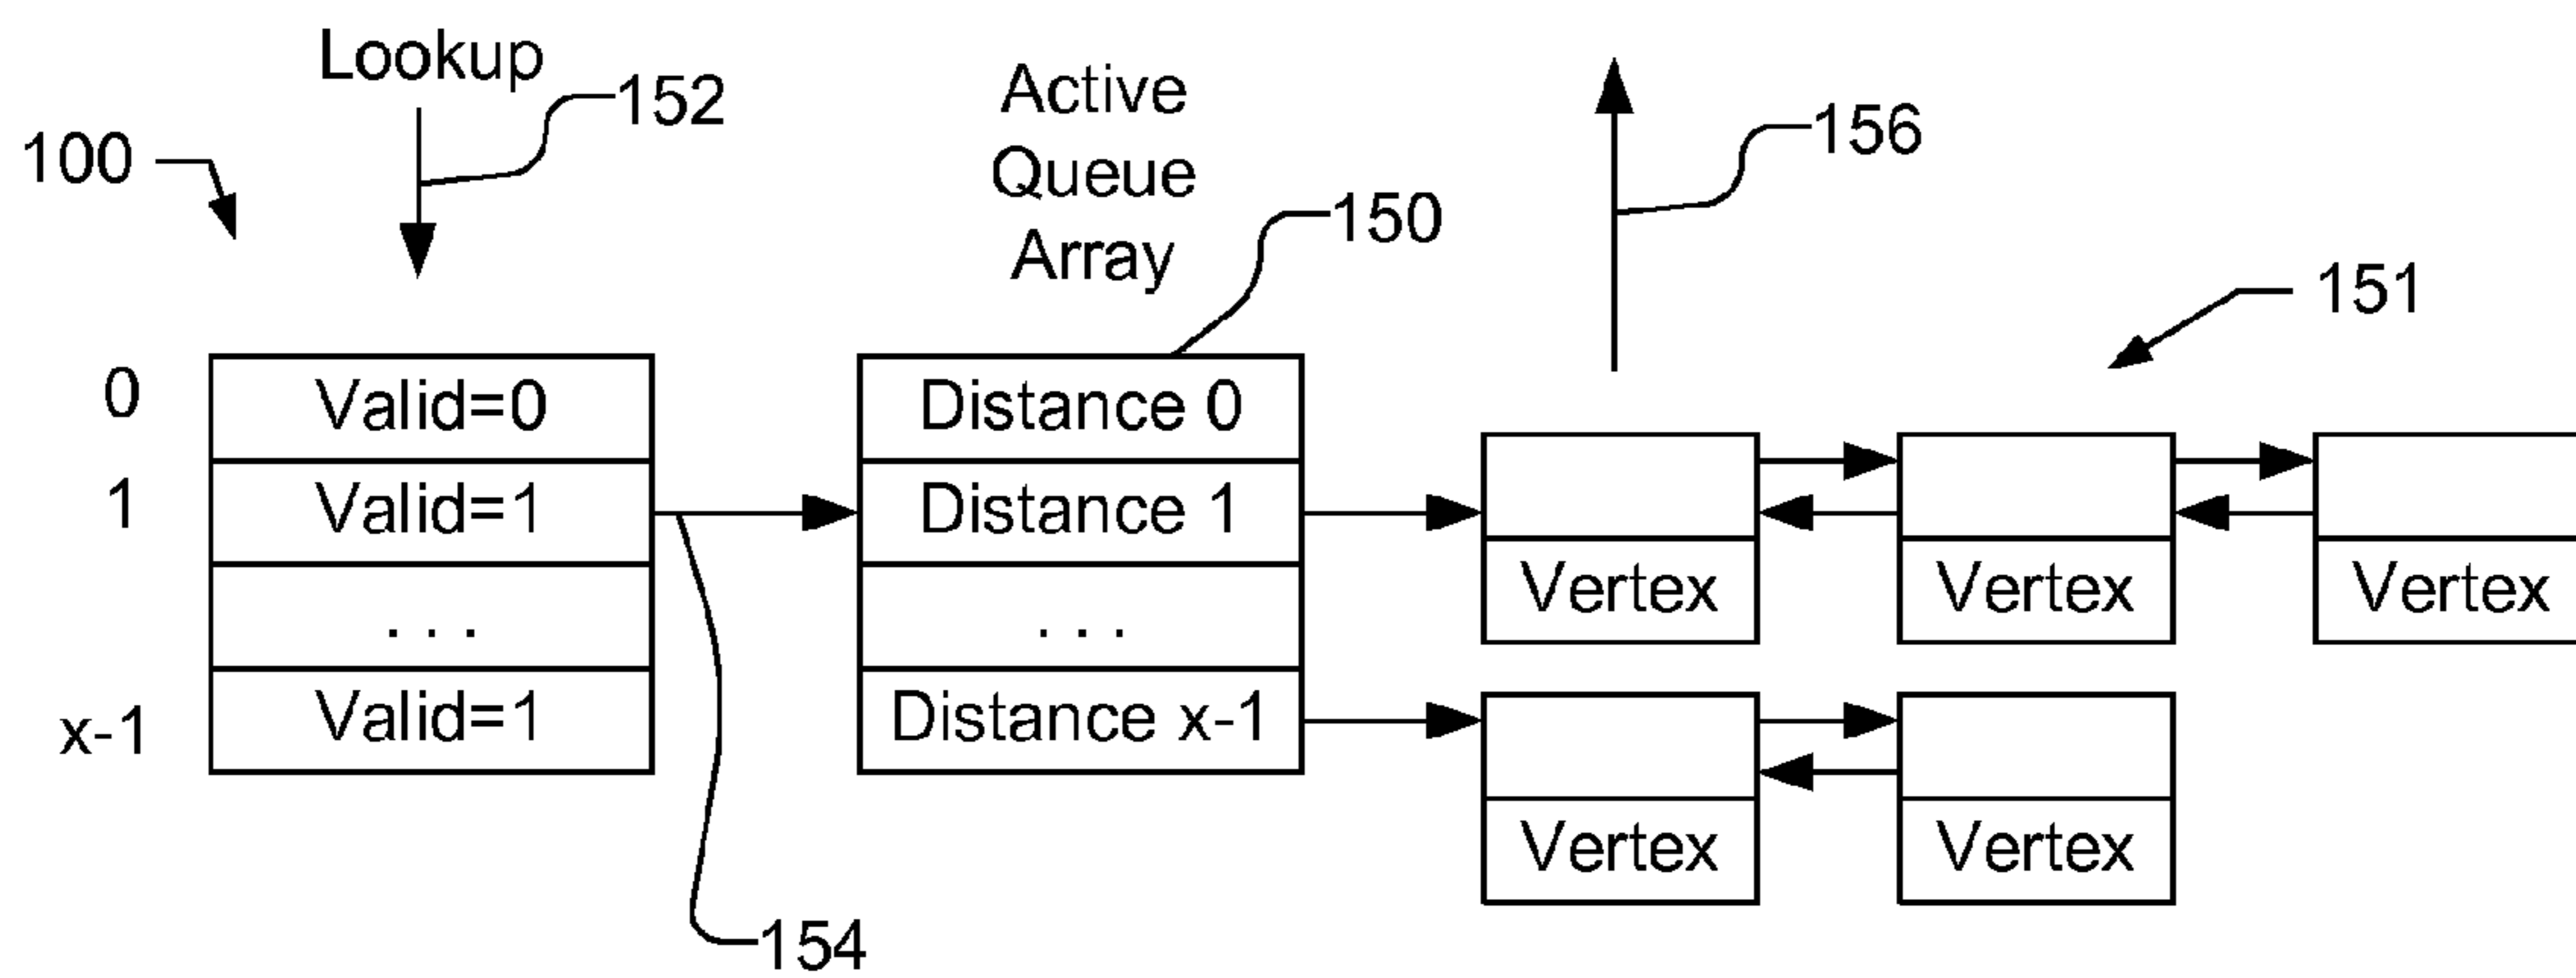 Lookup
152
100
Active
Queue
Array
150
156
151
0
Valid=0
Distance 0
1
Valid=1
Distance 1
Vertex
Vertex
Vertex
. . .
. . .
x-1
Valid=1
Distance x-1
Vertex
Vertex
154